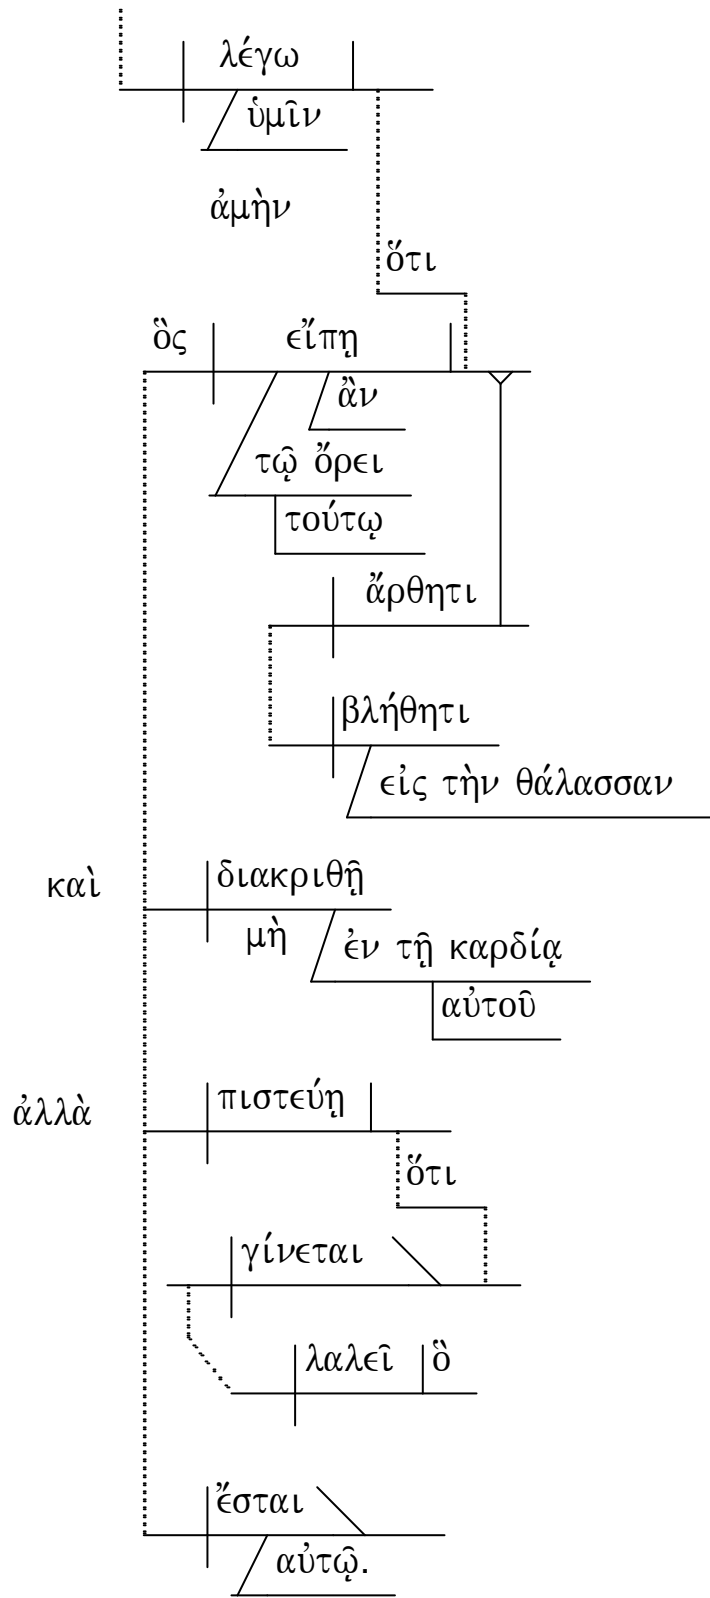 λέγω
ὑμῖν
ἀμὴν
ὅτι
ὃς εἴπῃ
ἂν
τῷ ὄρει
τούτῳ
ἄρθητι
βλήθητι
εἰς τὴν θάλασσαν
καὶ διακριθῇ
μὴ ἐν τῇ καρδίᾳ
αὐτοῦ
ἀλλὰ πιστεύῃ
ὅτι
γίνεται
λαλεῖ ὃ
ἔσται
αὐτῷ.